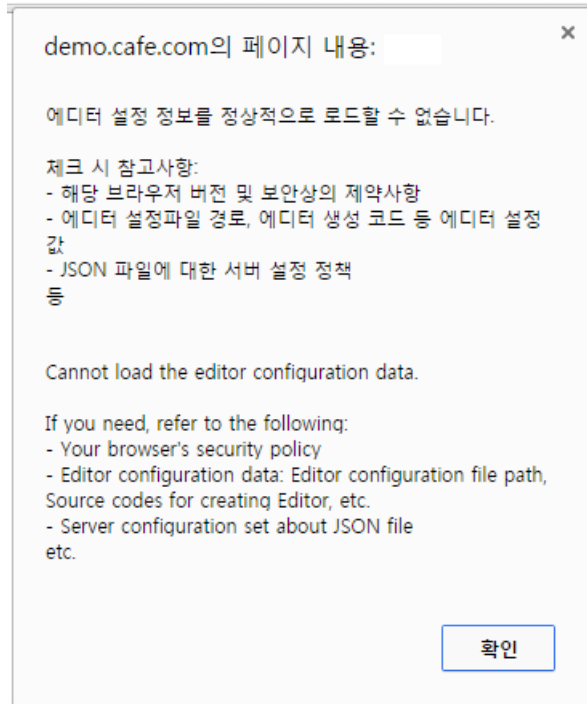 demo.cafe.com의 페이지 내용:
에디터 설정 정보를 정상적으로 로드할 수 없습니다.
체크 시 참고사항:
- 해당 브라우저 버전 및 보안상의 제약사항
- 에디터 설정파일 경로, 에디터 생성 코드 등 에디터 설정
값
- JSON 파일에 대한 서버 설정 정책
등
Cannot load the editor configuration data.
If you need, refer to the following:
- Your browser's security policy
- Editor configuration data: Editor configuration file path,
Source codes for creating Editor, etc.
- Server configuration set about JSON file
etc.
확인